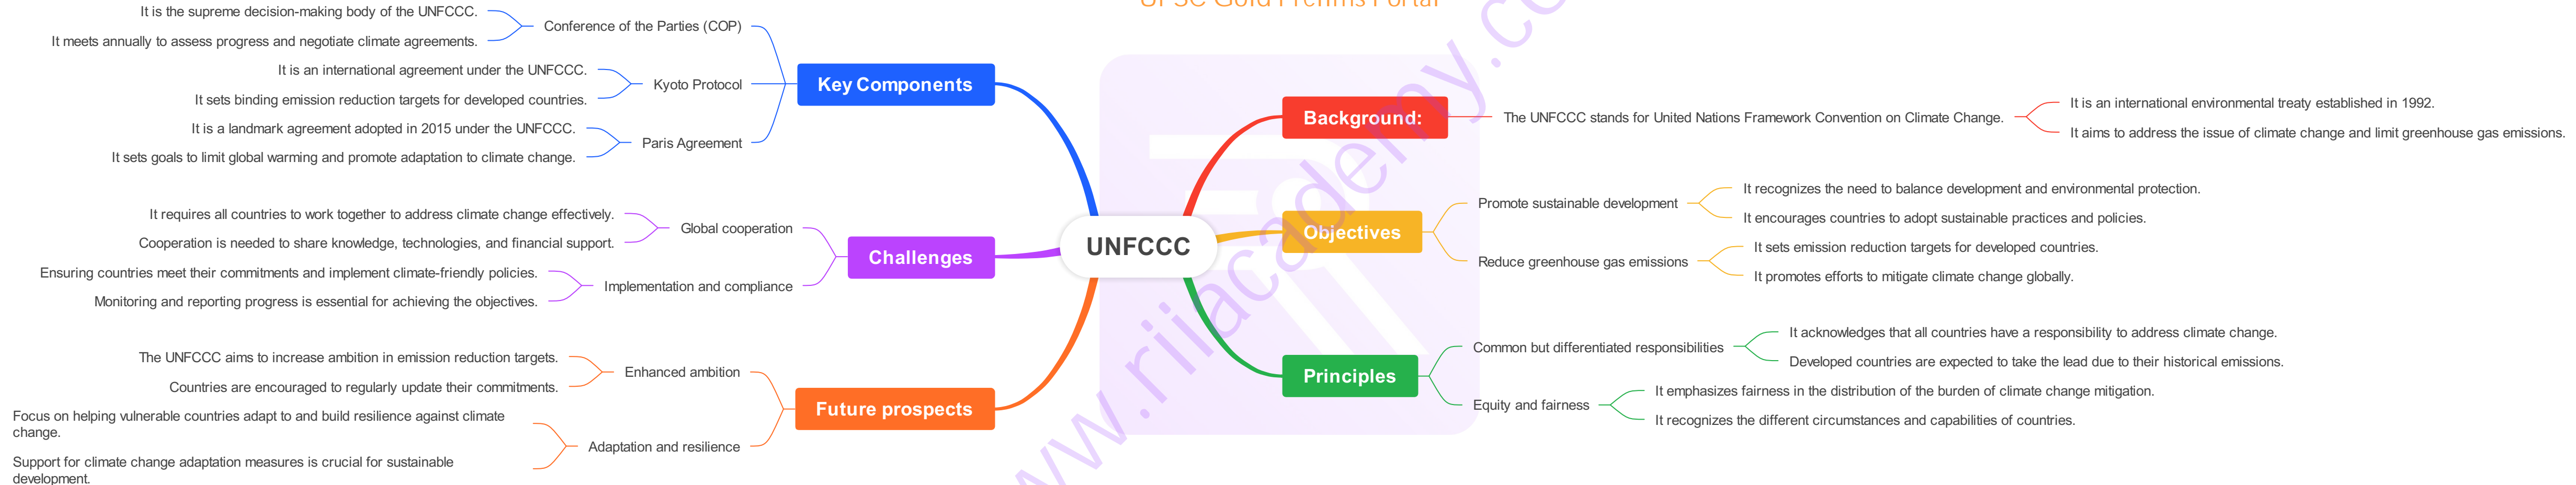 UPSC Gold Prelims Portal
It is the supreme decision-making body of the UNFCCC.
It meets annually to assess progress and negotiate climate agreements.
Conference of the Parties (COP)
It is an international agreement under the UNFCCC.
It sets binding emission reduction targets for developed countries.
Kyoto Protocol
It is a landmark agreement adopted in 2015 under the UNFCCC.
It sets goals to limit global warming and promote adaptation to climate change.
Paris Agreement
Key Components
It requires all countries to work together to address climate change effectively.
Cooperation is needed to share knowledge, technologies, and financial support.
Global cooperation
Ensuring countries meet their commitments and implement climate-friendly policies.
Monitoring and reporting progress is essential for achieving the objectives.
Implementation and compliance
Challenges
The UNFCCC aims to increase ambition in emission reduction targets.
Countries are encouraged to regularly update their commitments.
Enhanced ambition
Focus on helping vulnerable countries adapt to and build resilience against climate
change.
Support for climate change adaptation measures is crucial for sustainable
development.
Adaptation and resilience
Future prospects
UNFCCC
Background:
The UNFCCC stands for United Nations Framework Convention on Climate Change.
It is an international environmental treaty established in 1992.
It aims to address the issue of climate change and limit greenhouse gas emissions.
Objectives
Promote sustainable development
It recognizes the need to balance development and environmental protection.
It encourages countries to adopt sustainable practices and policies.
Reduce greenhouse gas emissions
It sets emission reduction targets for developed countries.
It promotes efforts to mitigate climate change globally.
Principles
Common but differentiated responsibilities
It acknowledges that all countries have a responsibility to address climate change.
Developed countries are expected to take the lead due to their historical emissions.
Equity and fairness
It emphasizes fairness in the distribution of the burden of climate change mitigation.
It recognizes the different circumstances and capabilities of countries.